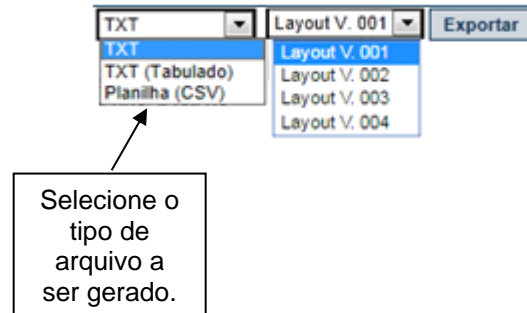 TXT Layout V. 001 Exportar
TXT Layout V. 001
TXT (Tabulado) Layout V. 002
Planilha (CSV) Layout V. 003
Layout V. 004
Selecione o
tipo de
arquivo a
ser gerado.